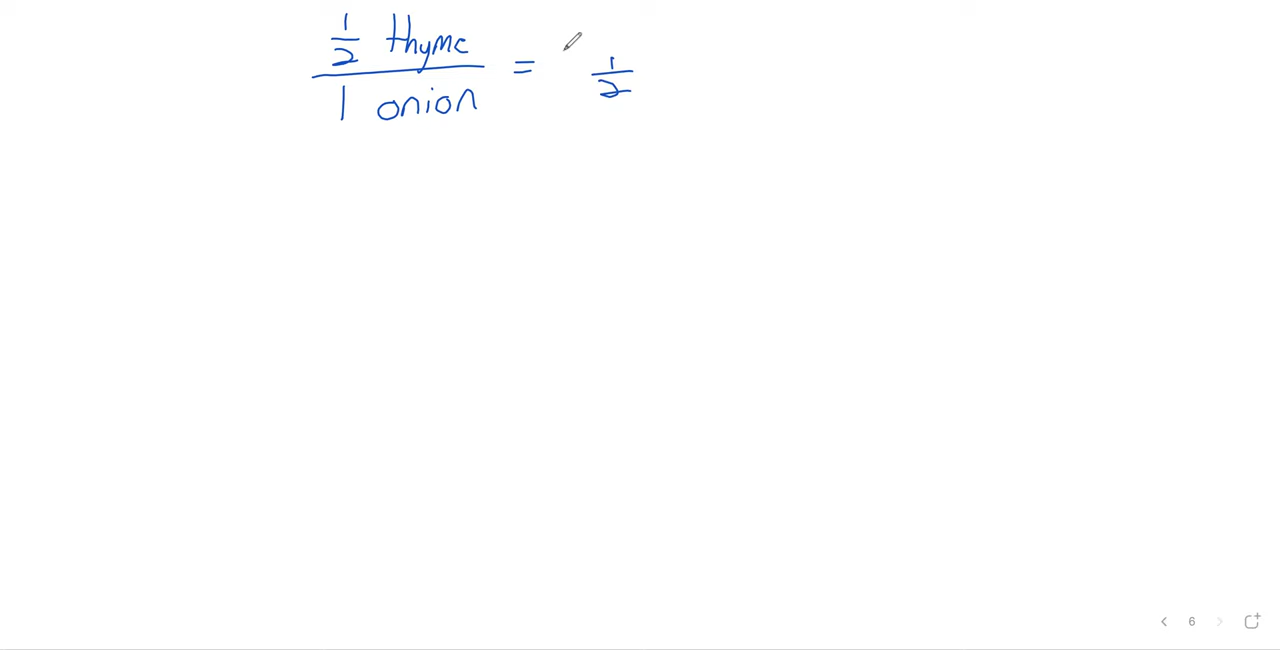 1/2 thyme / 1 onion = 1/2
6